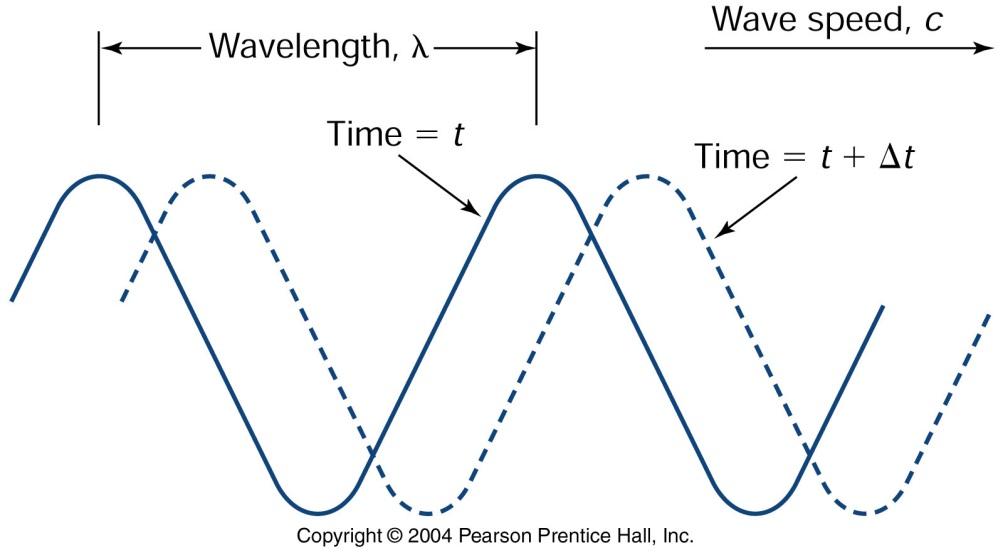 Wave speed, c
Wavelength, λ
Time = t
Time = t + Δt
Copyright © 2004 Pearson Prentice Hall, Inc.